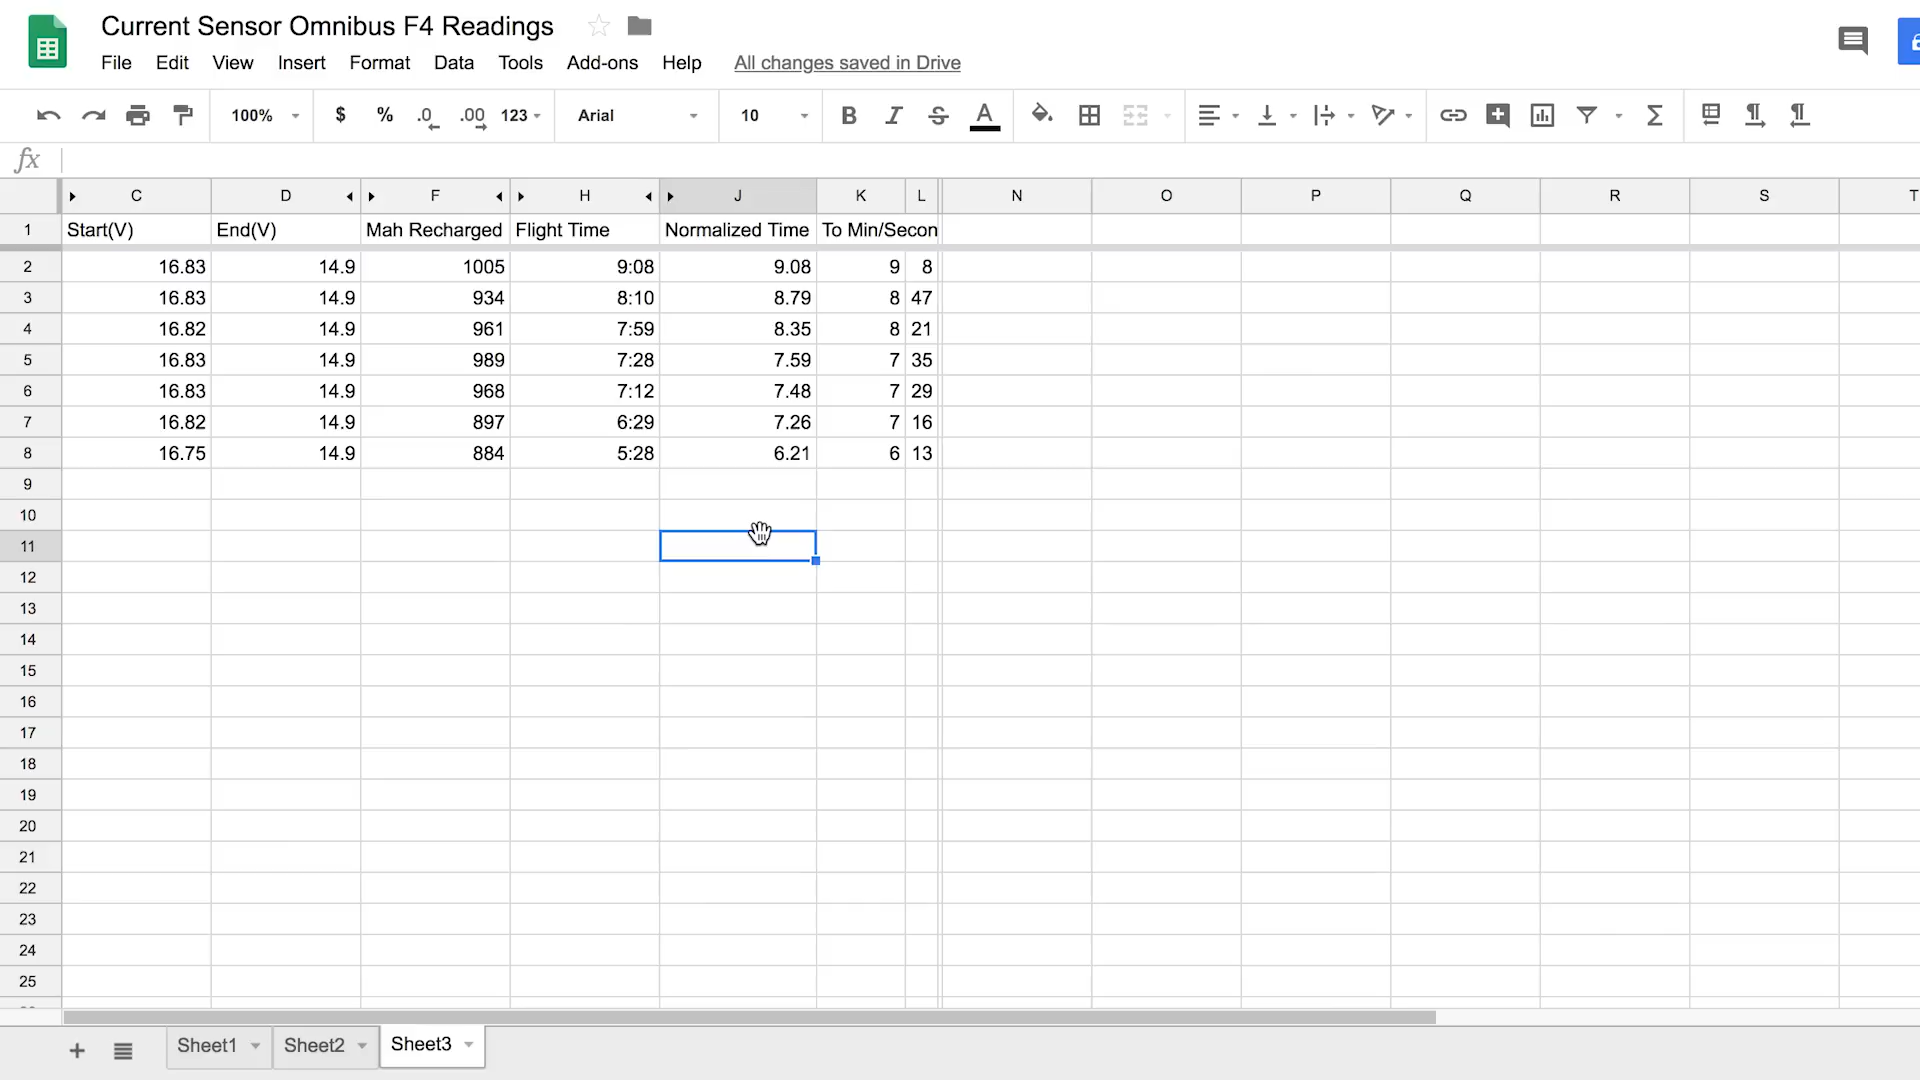 Current Sensor Omnibus F4 Readings
File Edit View Insert Format Data Tools Add-ons Help All changes saved in Drive
100% $ % .0 .00 123 Arial 10 B I S A Σ
fx
C D F H J K L N O P Q R S T
1 Start(V) End(V) Mah Recharged Flight Time Normalized Time To Min/Secon
2 16.83 14.9 1005 9:08 9.08 9 8
3 16.83 14.9 934 8:10 8.79 8 47
4 16.82 14.9 961 7:59 8.35 8 21
5 16.83 14.9 989 7:28 7.59 7 35
6 16.83 14.9 968 7:12 7.48 7 29
7 16.82 14.9 897 6:29 7.26 7 16
8 16.75 14.9 884 5:28 6.21 6 13
9
10
11
12
13
14
15
16
17
18
19
20
21
22
23
24
25
Sheet1 Sheet2 Sheet3